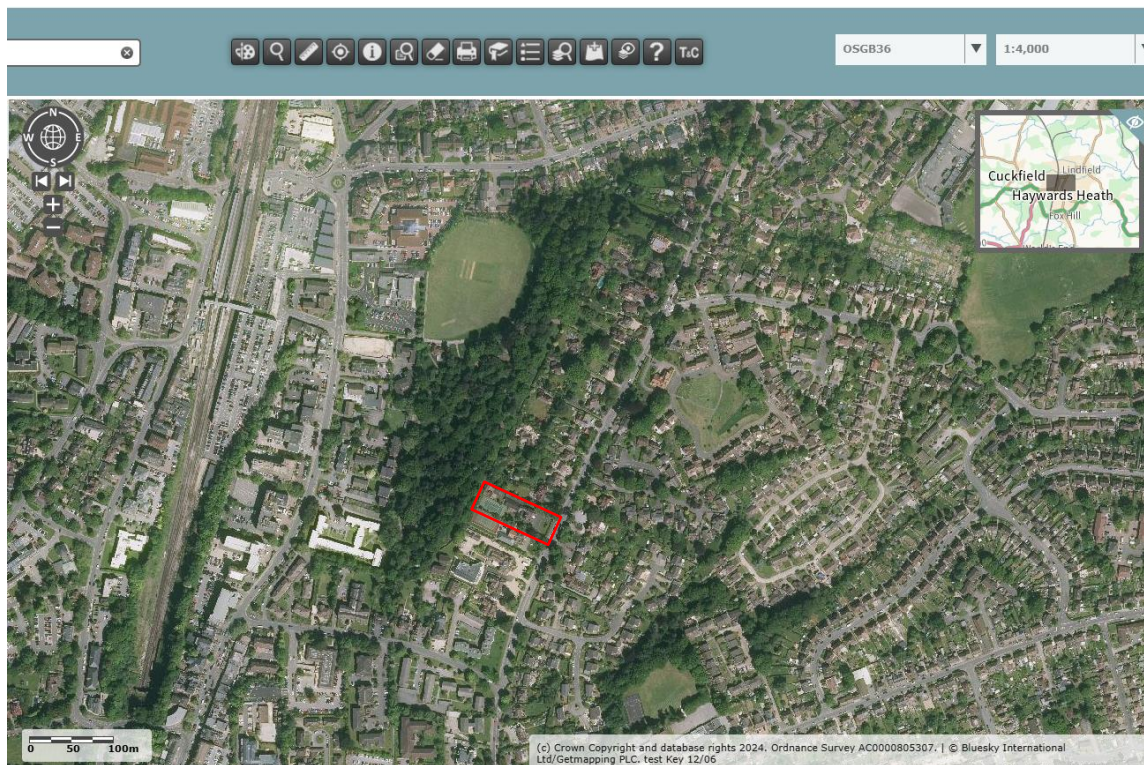 T&C
OSGB36
1:4,000
N
W E
S
Lindfield
Cuckfield
Haywards Heath
Fox Hill
0 50 100m
(c) Crown Copyright and database rights 2024. Ordnance Survey AC0000805307. | © Bluesky International
Ltd/Getmapping PLC. test Key 12/06